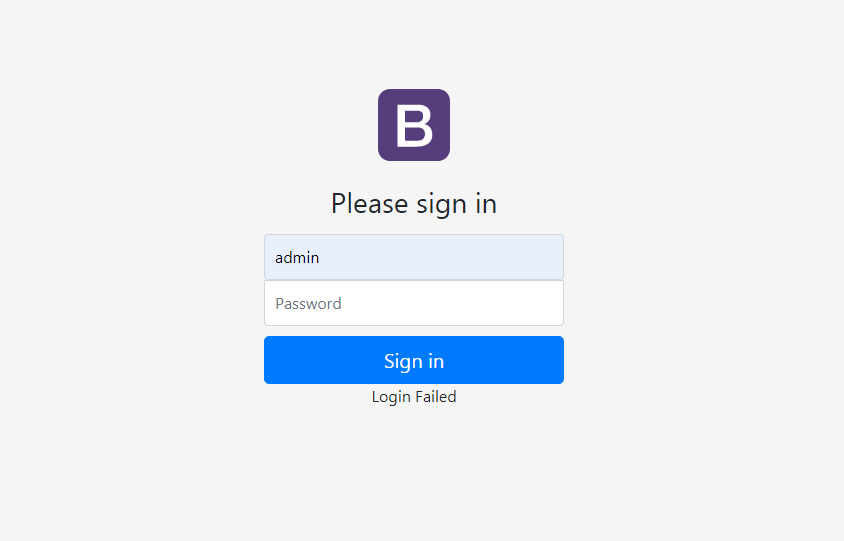 B
Please sign in
admin
Password
Sign in
Login Failed